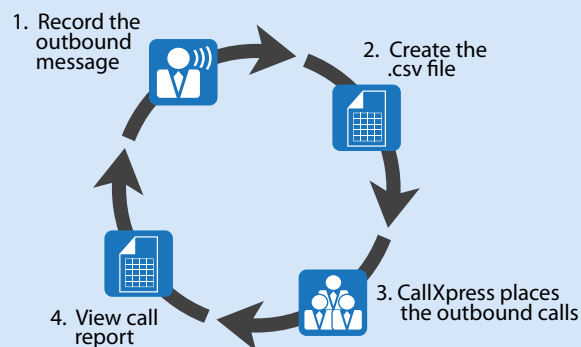 1. Record the
outbound
message
2. Create the
.csv file
3. CallXpress places
the outbound calls
4. View call
report